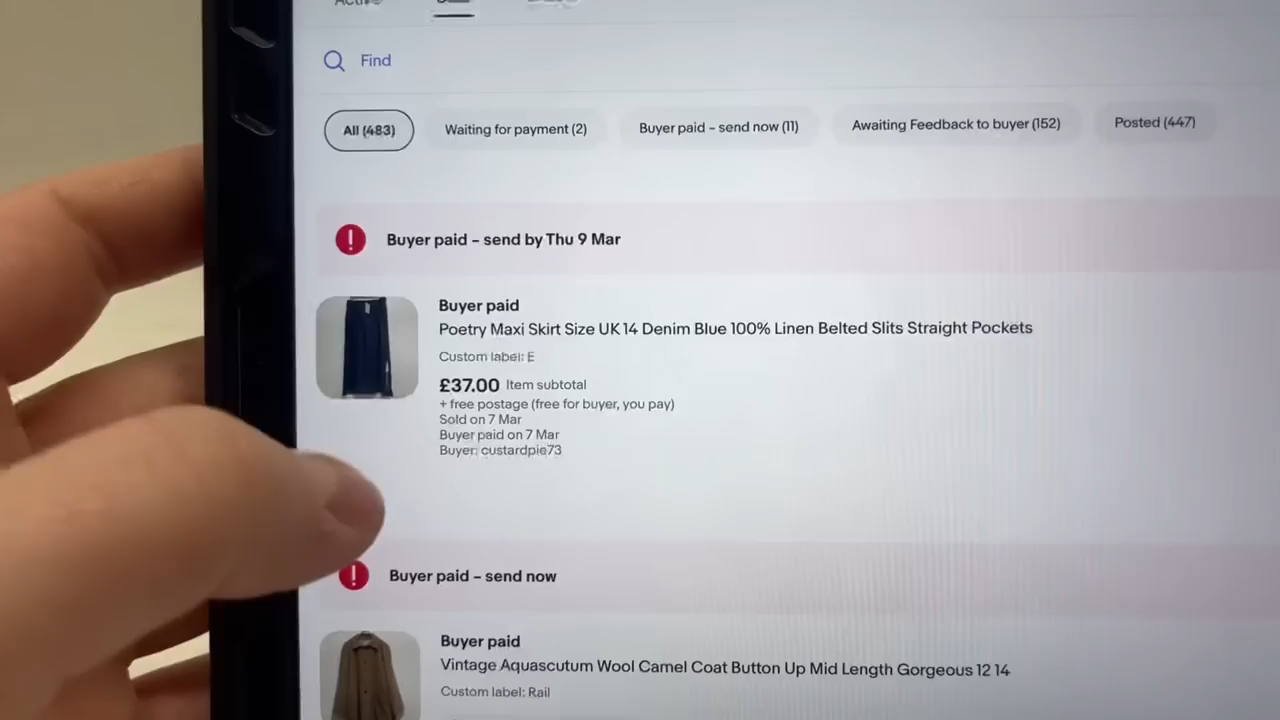 Find
All (483)
Waiting for payment (2)
Buyer paid – send now (11)
Awaiting Feedback to buyer (152)
Posted (447)
Buyer paid – send by Thu 9 Mar
Buyer paid
Poetry Maxi Skirt Size UK 14 Denim Blue 100% Linen Belted Slits Straight Pockets
Custom label: E
£37.00 Item subtotal
+ free postage (free for buyer, you pay)
Sold on 7 Mar
Buyer paid on 7 Mar
Buyer: custardpie73
Buyer paid – send now
Buyer paid
Vintage Aquascutum Wool Camel Coat Button Up Mid Length Gorgeous 12 14
Custom label: Rail